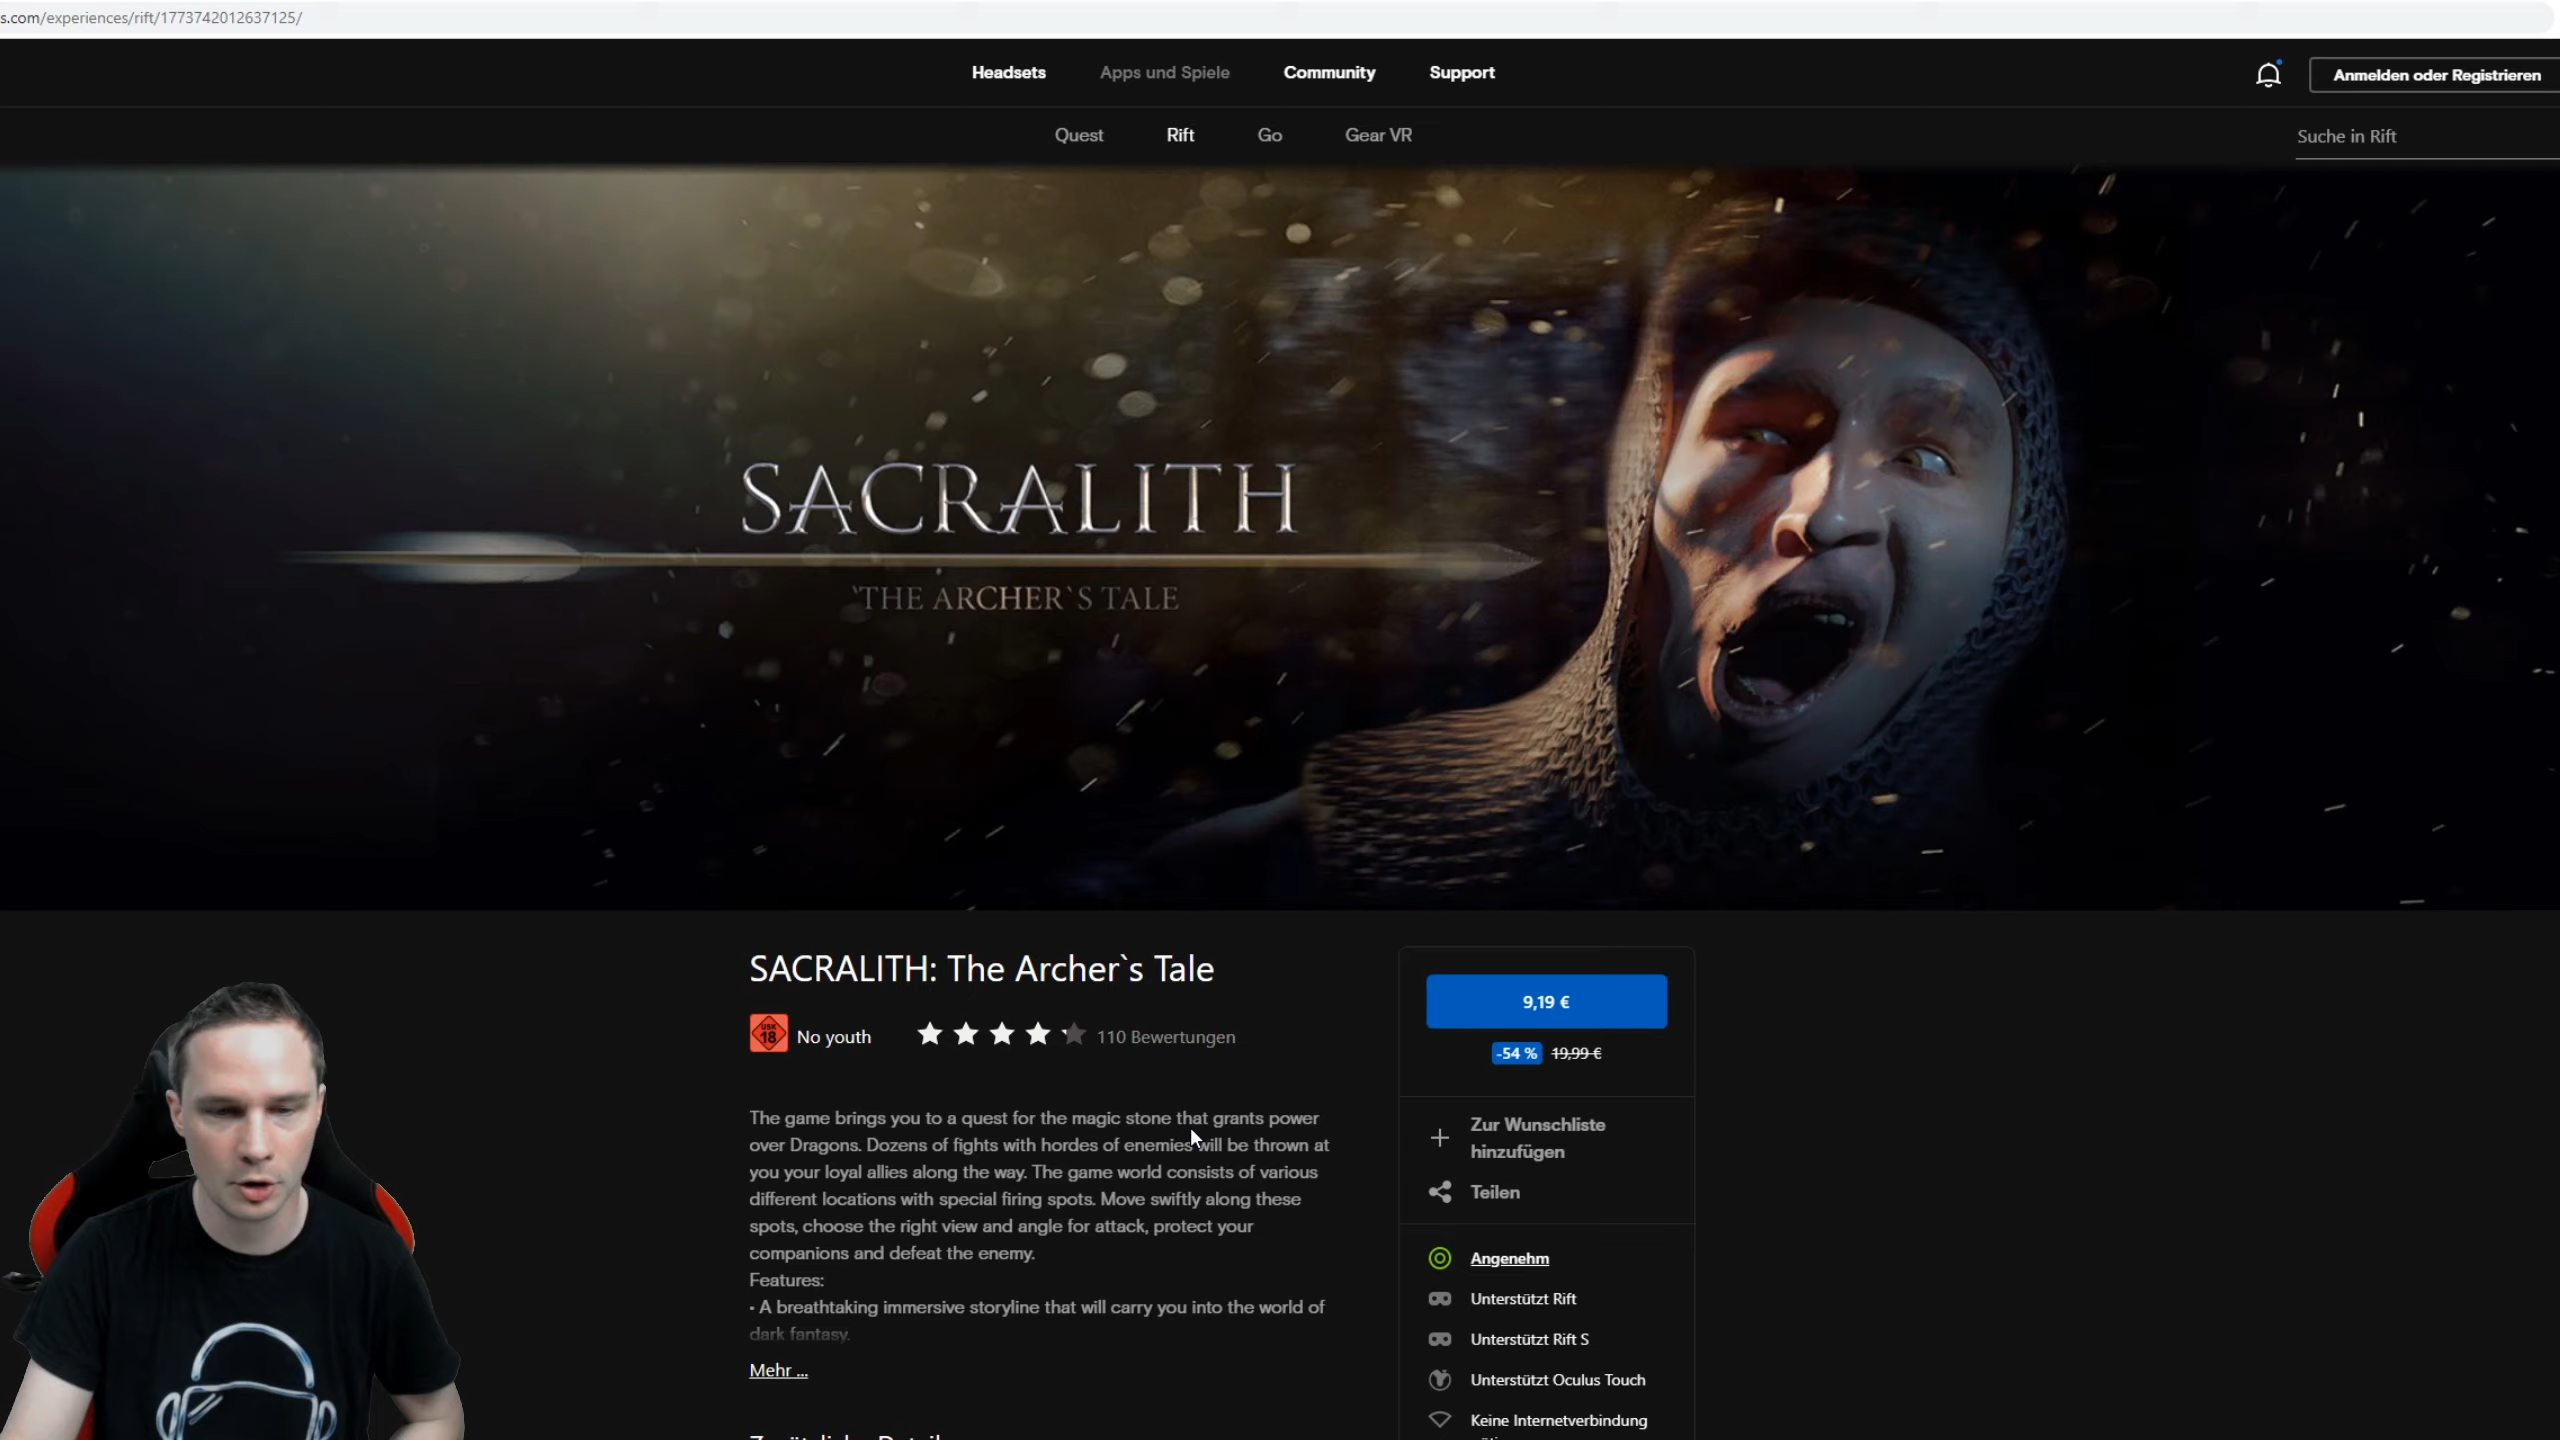 s.com/experiences/rift/1773742012637125/
Headsets Apps und Spiele Community Support
Anmelden oder Registrieren
Quest Rift Go Gear VR
Suche in Rift
SACRALITH
`THE ARCHER`S TALE
SACRALITH: The Archer`s Tale
USK
18
No youth
110 Bewertungen
The game brings you to a quest for the magic stone that grants power
over Dragons. Dozens of fights with hordes of enemies will be thrown at
you your loyal allies along the way. The game world consists of various
different locations with special firing spots. Move swiftly along these
spots, choose the right view and angle for attack, protect your
companions and defeat the enemy.
Features:
• A breathtaking immersive storyline that will carry you into the world of
dark fantasy.
Mehr ...
9,19 €
-54 % 19,99 €
Zur Wunschliste
hinzufügen
Teilen
Angenehm
Unterstützt Rift
Unterstützt Rift S
Unterstützt Oculus Touch
Keine Internetverbindung